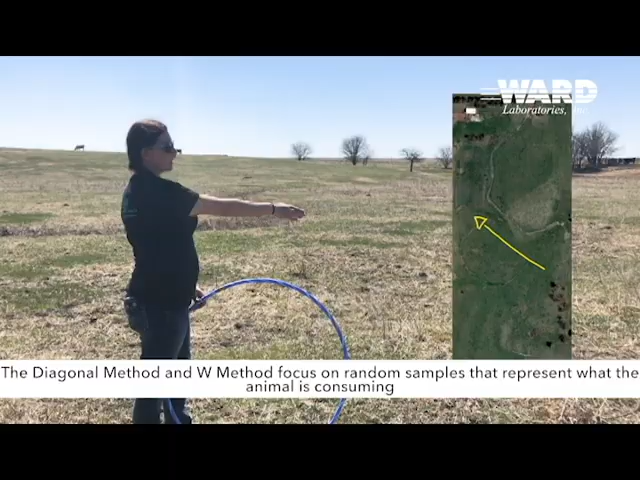 WARD
Laboratories, Inc.
The Diagonal Method and W Method focus on random samples that represent what the
animal is consuming